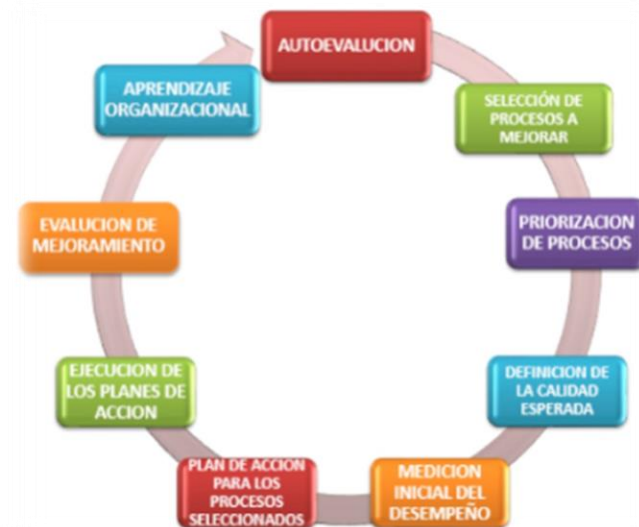 AUTOEVALUCION
SELECCIÓN DE
PROCESOS A
MEJORAR
PRIORIZACION
DE PROCESOS
DEFINICION DE
LA CALIDAD
ESPERADA
MEDICION
INICIAL DEL
DESEMPEÑO
PLAN DE ACCION
PARA LOS
PROCESOS
SELECCIONADOS
EJECUCION DE
LOS PLANES DE
ACCION
EVALUCION DE
MEJORAMIENTO
APRENDIZAJE
ORGANIZACIONAL